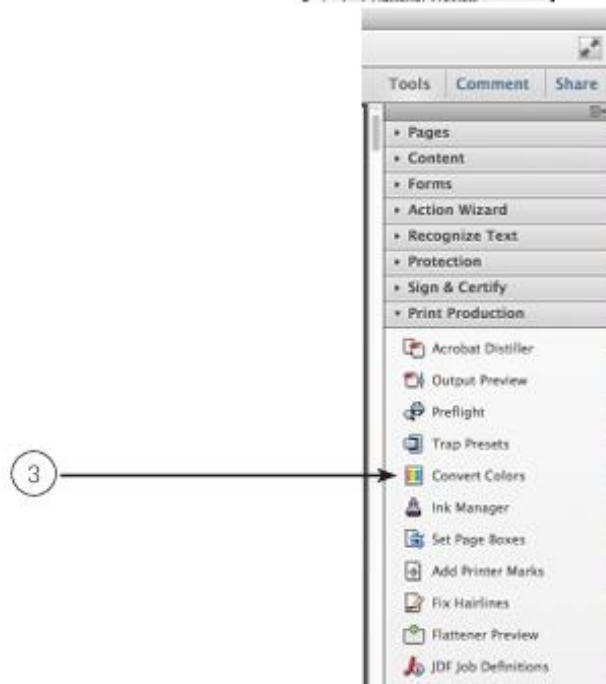 Flattener Preview
Tools Comment Share
Pages
Content
Forms
Action Wizard
Recognize Text
Protection
Sign & Certify
Print Production
Acrobat Distiller
Output Preview
Preflight
Trap Presets
3
Convert Colors
Ink Manager
Set Page Boxes
Add Printer Marks
Fix Hairlines
Flattener Preview
JDF Job Definitions